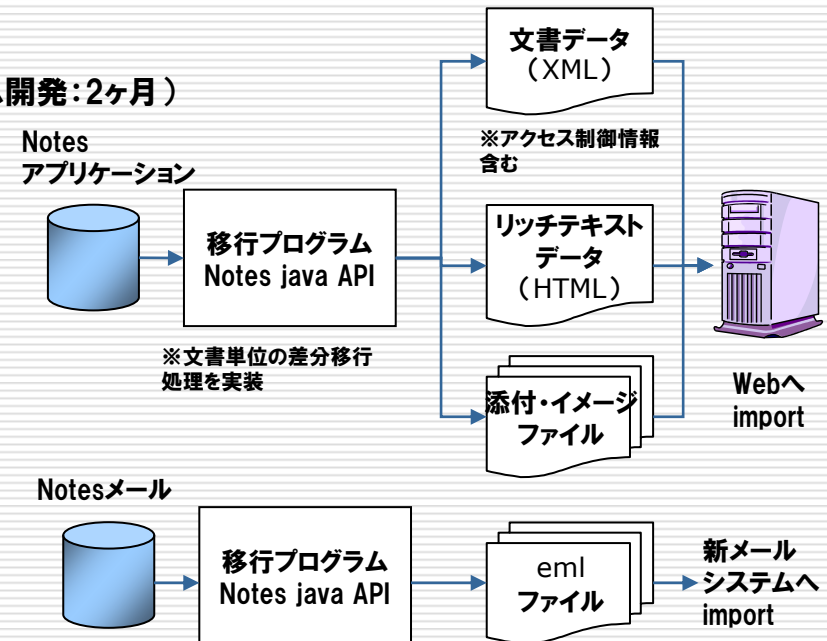 開発：2ヶ月）
Notes
アプリケーション
移行プログラム
Notes java API
※文書単位の差分移行
処理を実装
文書データ
（XML）
※アクセス制御情報
含む
リッチテキスト
データ
（HTML）
添付・イメージ
ファイル
Webへ
import
Notesメール
移行プログラム
Notes java API
eml
ファイル
新メール
システムへ
import